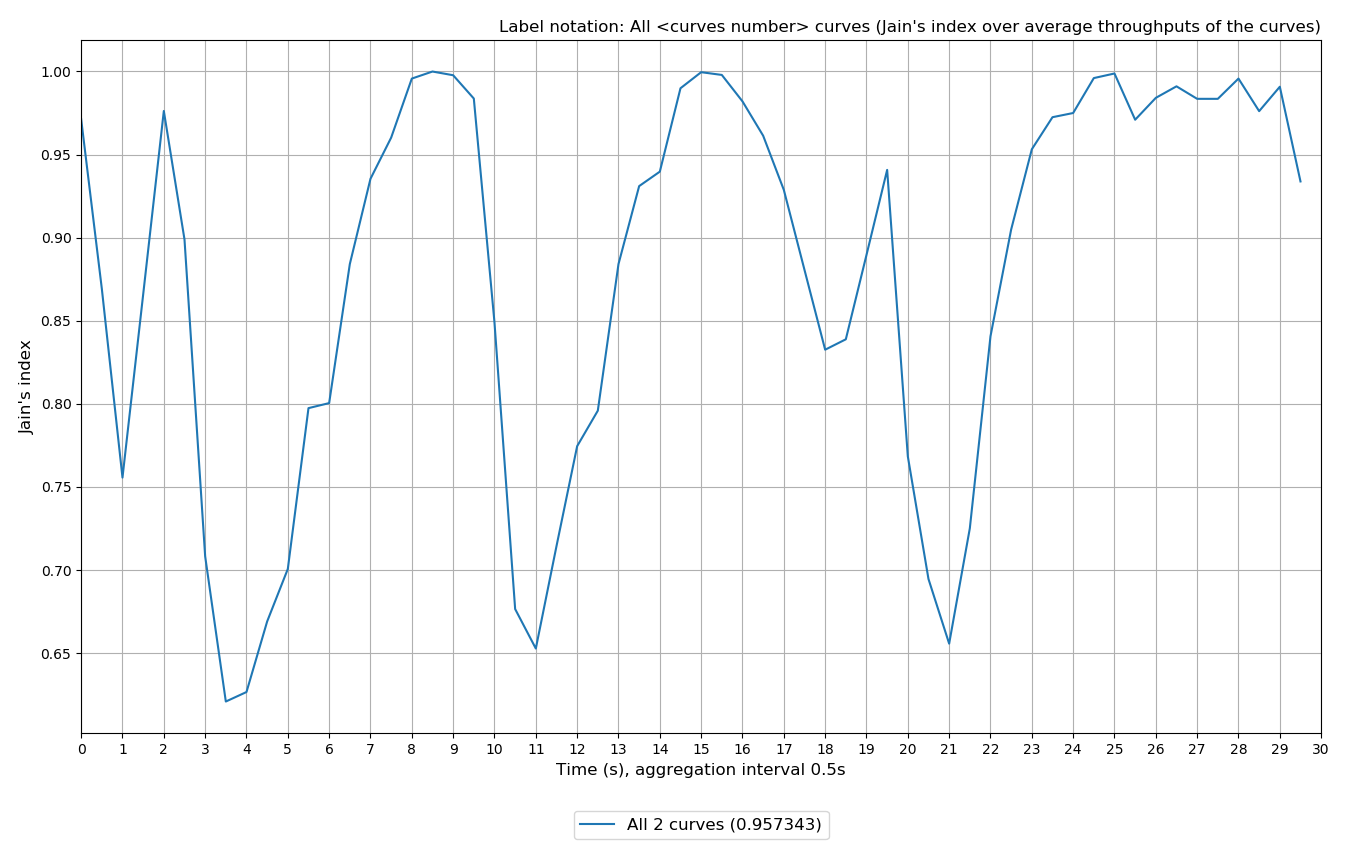 Label notation: All <curves number> curves (Jain's index over average throughputs of the curves)
1.00
0.95
0.90
0.85
0.80
0.75
0.70
0.65
Jain's index
0 1 2 3 4 5 6 7 8 9 10 11 12 13 14 15 16 17 18 19 20 21 22 23 24 25 26 27 28 29 30
Time (s), aggregation interval 0.5s
All 2 curves (0.957343)